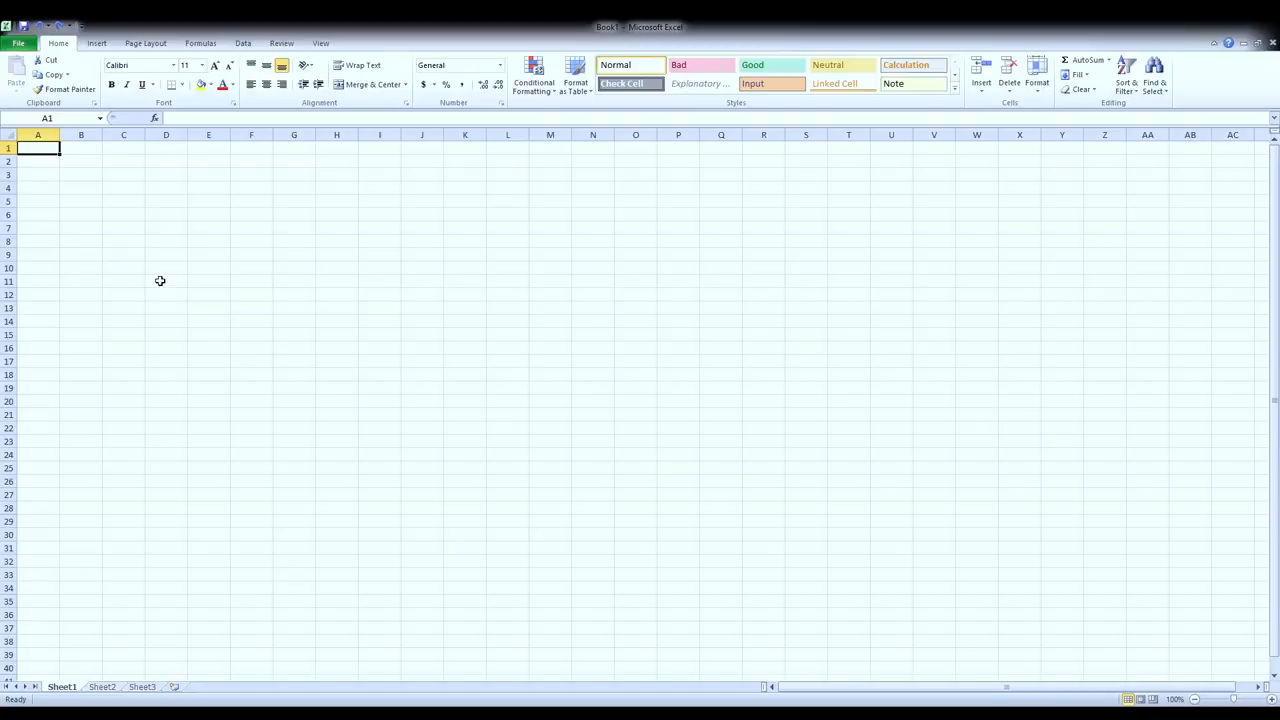 Book1 - Microsoft Excel
File Home Insert Page Layout Formulas Data Review View
Cut
Copy
Format Painter
Paste
Clipboard
Calibri 11
B I U
Font
Wrap Text
Merge & Center
Alignment
General
$ % ,
Number
Conditional Formatting
Format as Table
Normal Bad Good Neutral Calculation
Check Cell Explanatory ... Input Linked Cell Note
Styles
Insert Delete Format
Cells
Σ AutoSum
Fill
Clear
Sort & Filter
Find & Select
Editing
A1 fx
A B C D E F G H I J K L M N O P Q R S T U V W X Y Z AA AB AC
1
2
3
4
5
6
7
8
9
10
11
12
13
14
15
16
17
18
19
20
21
22
23
24
25
26
27
28
29
30
31
32
33
34
35
36
37
38
39
40
41
Sheet1 Sheet2 Sheet3
Ready 100%